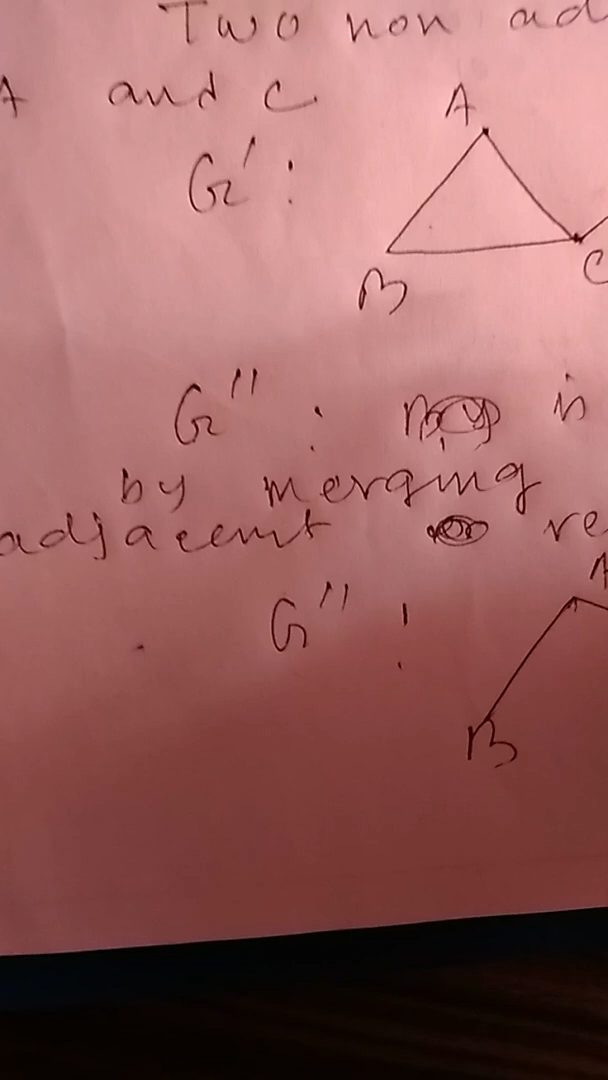 Two non ad
A and C
A
G' :
C
B
G" : is
by merging
adjacent re
A
G" :
B